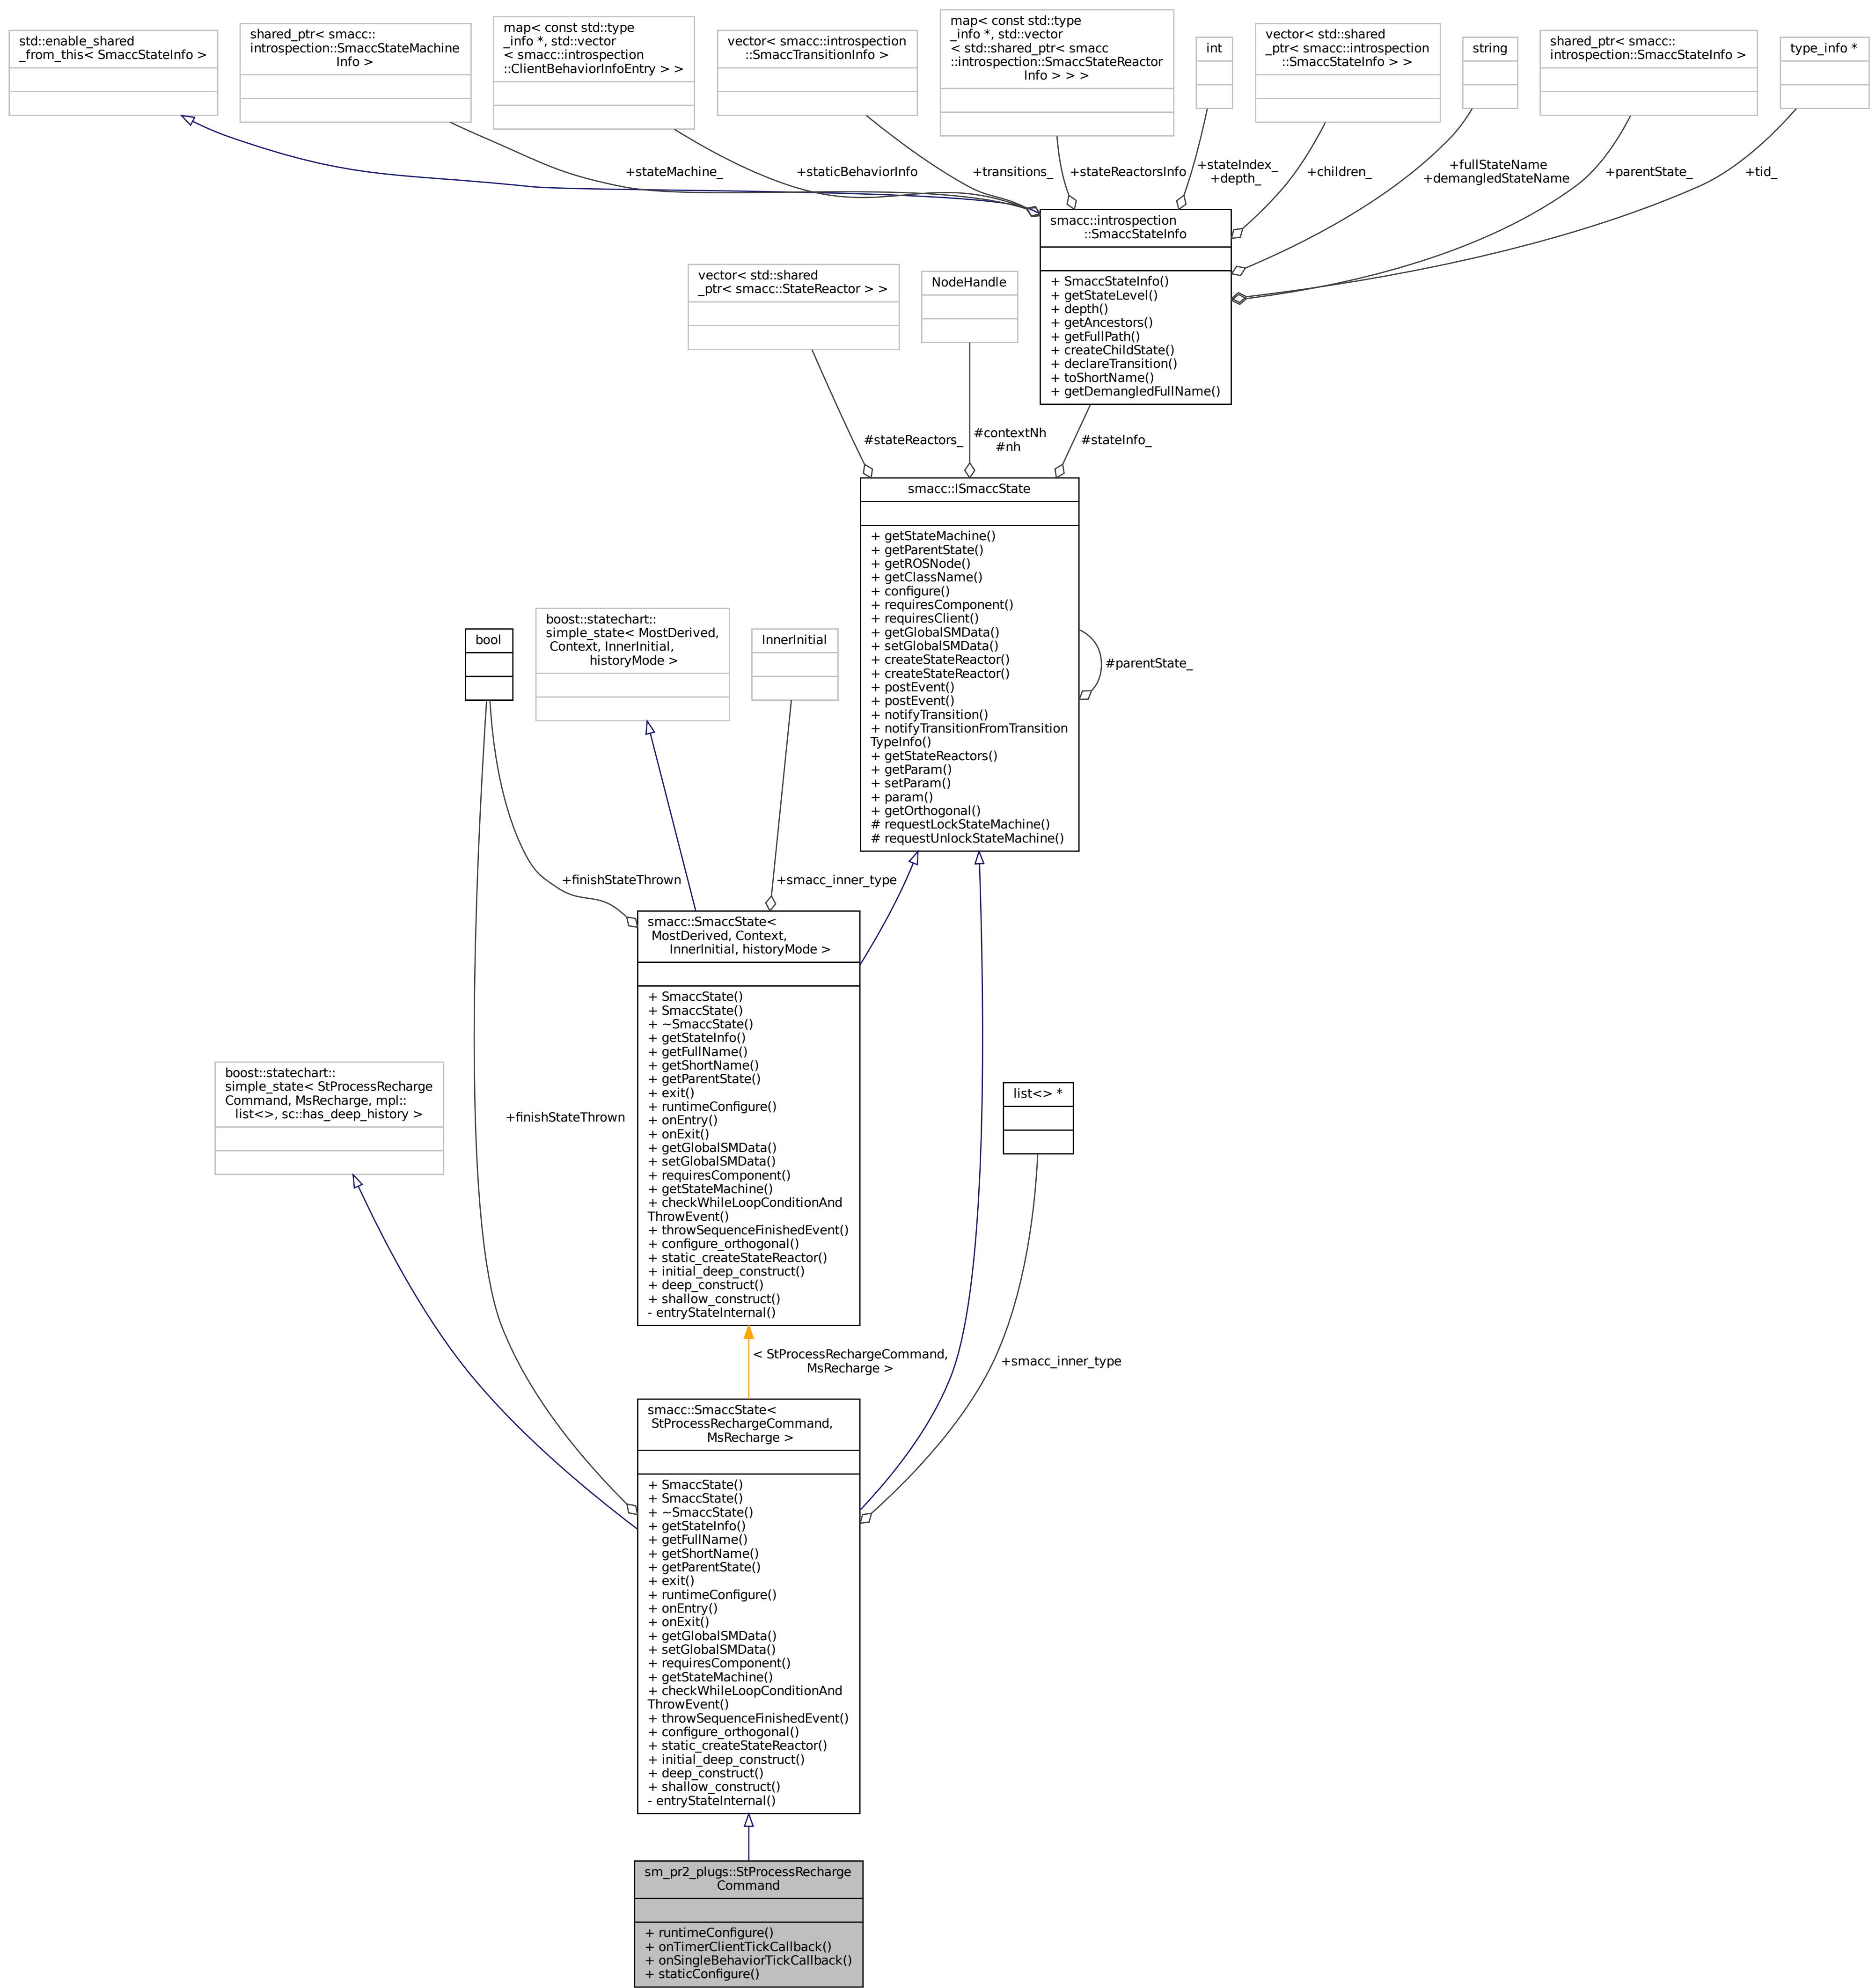 std::enable_shared
_from_this< SmaccStateInfo >
shared_ptr< smacc::
introspection::SmaccStateMachine
Info >
map< const std::type
_info *, std::vector
< smacc::introspection
::ClientBehaviorInfoEntry > >
vector< smacc::introspection
::SmaccTransitionInfo >
map< const std::type
_info *, std::vector
< std::shared_ptr< smacc
::introspection::SmaccStateReactor
Info > > >
int
vector< std::shared
_ptr< smacc::introspection
::SmaccStateInfo > >
string
shared_ptr< smacc::
introspection::SmaccStateInfo >
type_info *
+stateMachine_
+staticBehaviorInfo
+transitions_
+stateReactorsInfo
+stateIndex_
+depth_
+children_
+fullStateName
+demangledStateName
+parentState_
+tid_
smacc::introspection
::SmaccStateInfo
+ SmaccStateInfo()
+ getStateLevel()
+ depth()
+ getAncestors()
+ getFullPath()
+ createChildState()
+ declareTransition()
+ toShortName()
+ getDemangledFullName()
vector< std::shared
_ptr< smacc::StateReactor > >
NodeHandle
#stateReactors_
#contextNh
#nh
#stateInfo_
smacc::ISmaccState
+ getStateMachine()
+ getParentState()
+ getROSNode()
+ getClassName()
+ configure()
+ requiresComponent()
+ requiresClient()
+ getGlobalSMData()
+ setGlobalSMData()
+ createStateReactor()
+ createStateReactor()
+ postEvent()
+ postEvent()
+ notifyTransition()
+ notifyTransitionFromTransition
TypeInfo()
+ getStateReactors()
+ getParam()
+ setParam()
+ param()
+ getOrthogonal()
# requestLockStateMachine()
# requestUnlockStateMachine()
#parentState_
bool
boost::statechart::
simple_state< MostDerived,
Context, InnerInitial,
historyMode >
InnerInitial
+finishStateThrown
+smacc_inner_type
smacc::SmaccState<
MostDerived, Context,
InnerInitial, historyMode >
+ SmaccState()
+ SmaccState()
+ ~SmaccState()
+ getStateInfo()
+ getFullName()
+ getShortName()
+ getParentState()
+ exit()
+ runtimeConfigure()
+ onEntry()
+ onExit()
+ getGlobalSMData()
+ setGlobalSMData()
+ requiresComponent()
+ getStateMachine()
+ checkWhileLoopConditionAnd
ThrowEvent()
+ throwSequenceFinishedEvent()
+ configure_orthogonal()
+ static_createStateReactor()
+ initial_deep_construct()
+ deep_construct()
+ shallow_construct()
- entryStateInternal()
boost::statechart::
simple_state< StProcessRecharge
Command, MsRecharge, mpl::
list<>, sc::has_deep_history >
+finishStateThrown
list<> *
< StProcessRechargeCommand,
MsRecharge >
+smacc_inner_type
smacc::SmaccState<
StProcessRechargeCommand,
MsRecharge >
+ SmaccState()
+ SmaccState()
+ ~SmaccState()
+ getStateInfo()
+ getFullName()
+ getShortName()
+ getParentState()
+ exit()
+ runtimeConfigure()
+ onEntry()
+ onExit()
+ getGlobalSMData()
+ setGlobalSMData()
+ requiresComponent()
+ getStateMachine()
+ checkWhileLoopConditionAnd
ThrowEvent()
+ throwSequenceFinishedEvent()
+ configure_orthogonal()
+ static_createStateReactor()
+ initial_deep_construct()
+ deep_construct()
+ shallow_construct()
- entryStateInternal()
sm_pr2_plugs::StProcessRecharge
Command
+ runtimeConfigure()
+ onTimerClientTickCallback()
+ onSingleBehaviorTickCallback()
+ staticConfigure()